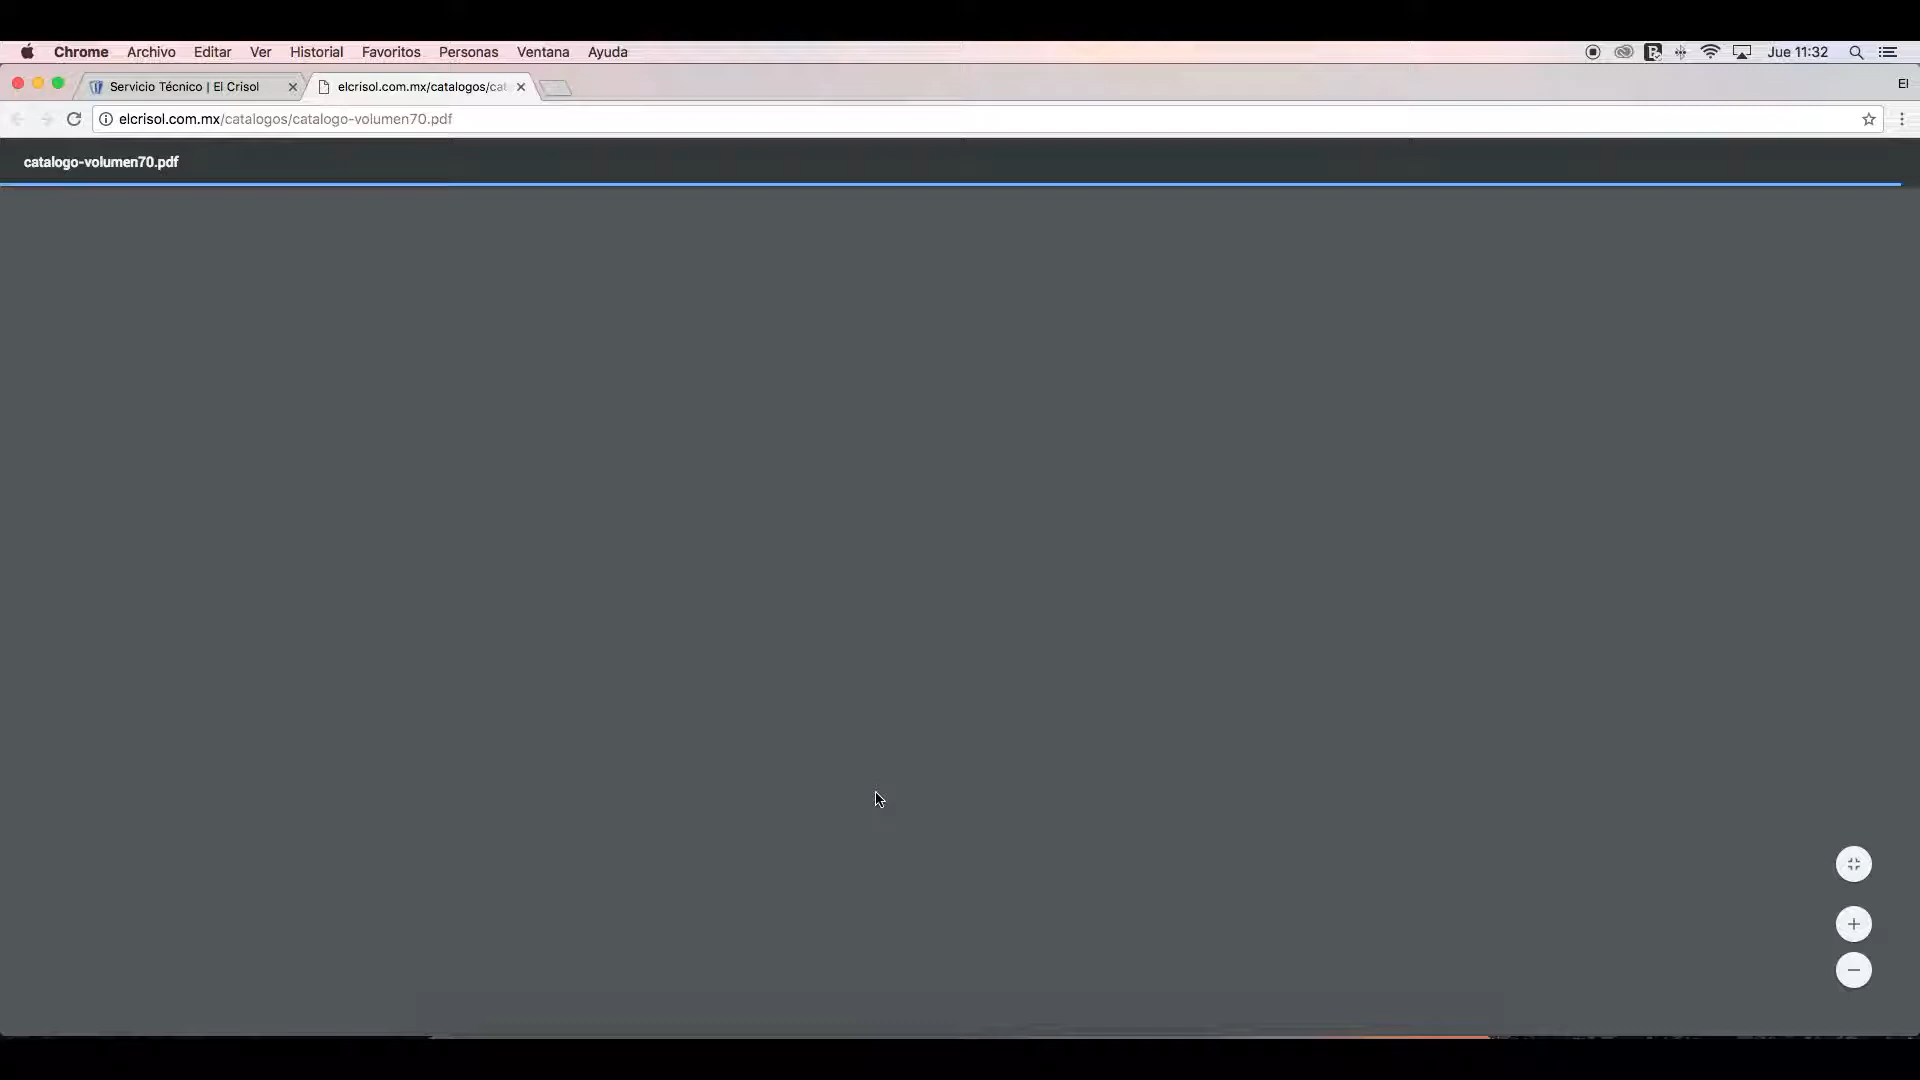 Chrome Archivo Editar Ver Historial Favoritos Personas Ventana Ayuda Jue 11:32
Servicio Técnico | El Crisol elcrisol.com.mx/catalogos/cat El
elcrisol.com.mx/catalogos/catalogo-volumen70.pdf
catalogo-volumen70.pdf